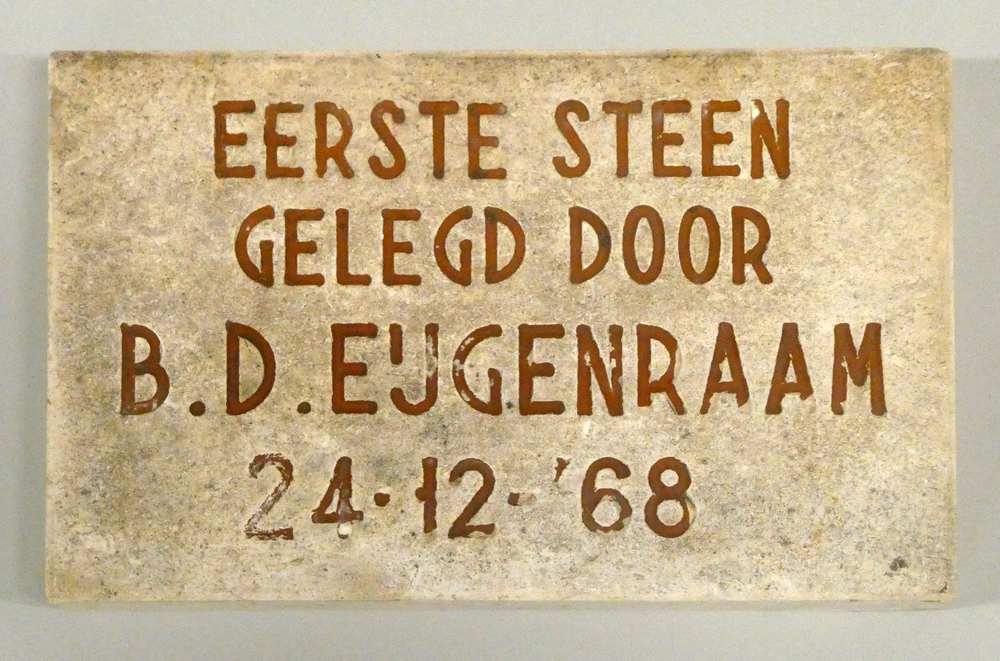 EERSTE STEEN
GELEGD DOOR
B.D.EIJGENRAAM
24-12-'68